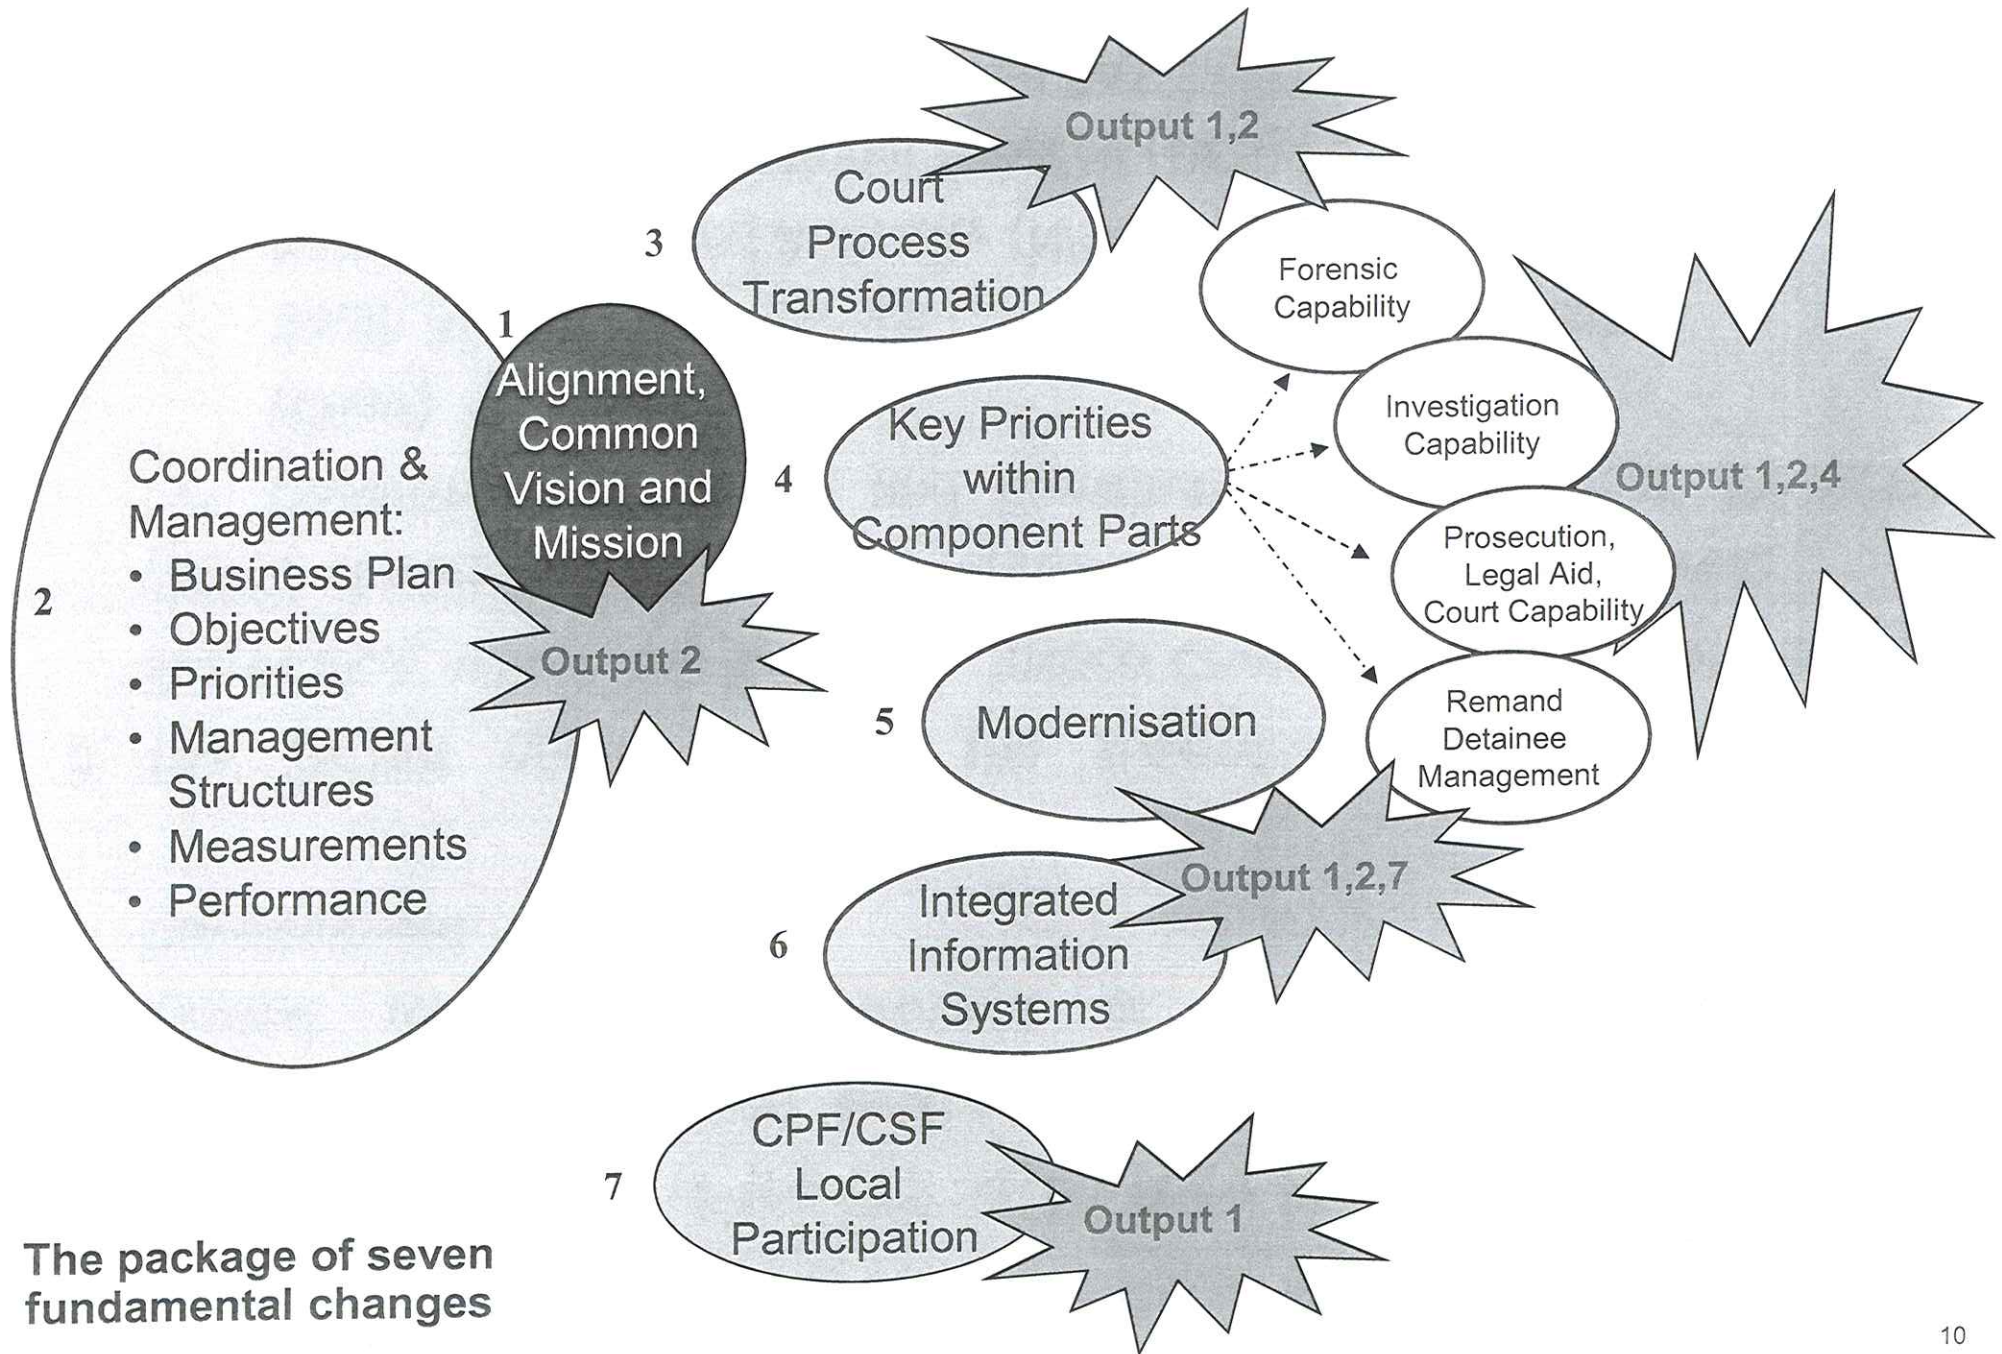 Output 1,2
3
Court
Process
Transformation
Forensic
Capability
1
Alignment,
Common
Vision and
Mission
2
Coordination &
Management:
• Business Plan
• Objectives
• Priorities
• Management
Structures
• Measurements
• Performance
Output 2
4
Key Priorities
within
Component Parts
Investigation
Capability
Output 1,2,4
Prosecution,
Legal Aid,
Court Capability
Remand
Detainee
Management
5
Modernisation
Output 1,2,7
6
Integrated
Information
Systems
7
CPF/CSF
Local
Participation
Output 1
The package of seven
fundamental changes
10